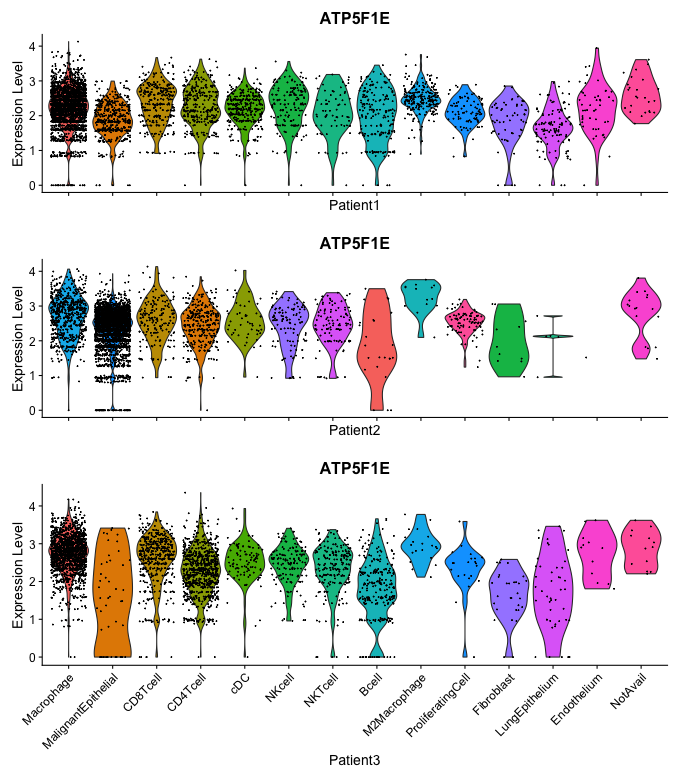 ATP5F1E
Expression Level
4
3
2
1
0
Patient1
ATP5F1E
Expression Level
4
3
2
1
0
Patient2
ATP5F1E
Expression Level
4
3
2
1
0
Macrophage
MalignantEpithelial
CD8Tcell
CD4Tcell
cDC
NKcell
NKTcell
Bcell
M2Macrophage
ProliferatingCell
Fibroblast
LungEpithelium
Endothelium
NotAvail
Patient3